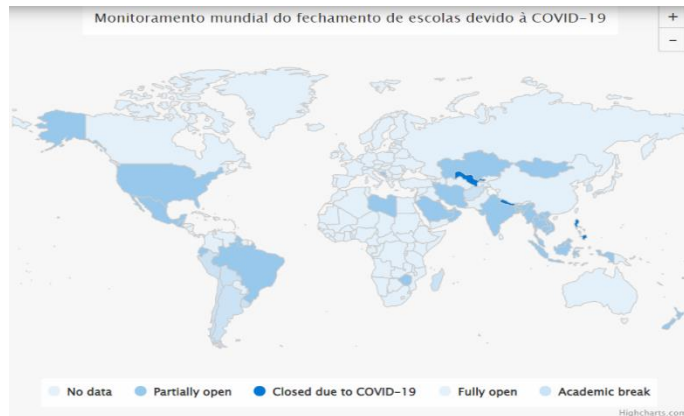 Monitoramento mundial do fechamento de escolas devido à COVID-19
+
−
No data Partially open Closed due to COVID-19 Fully open Academic break
Highcharts.com